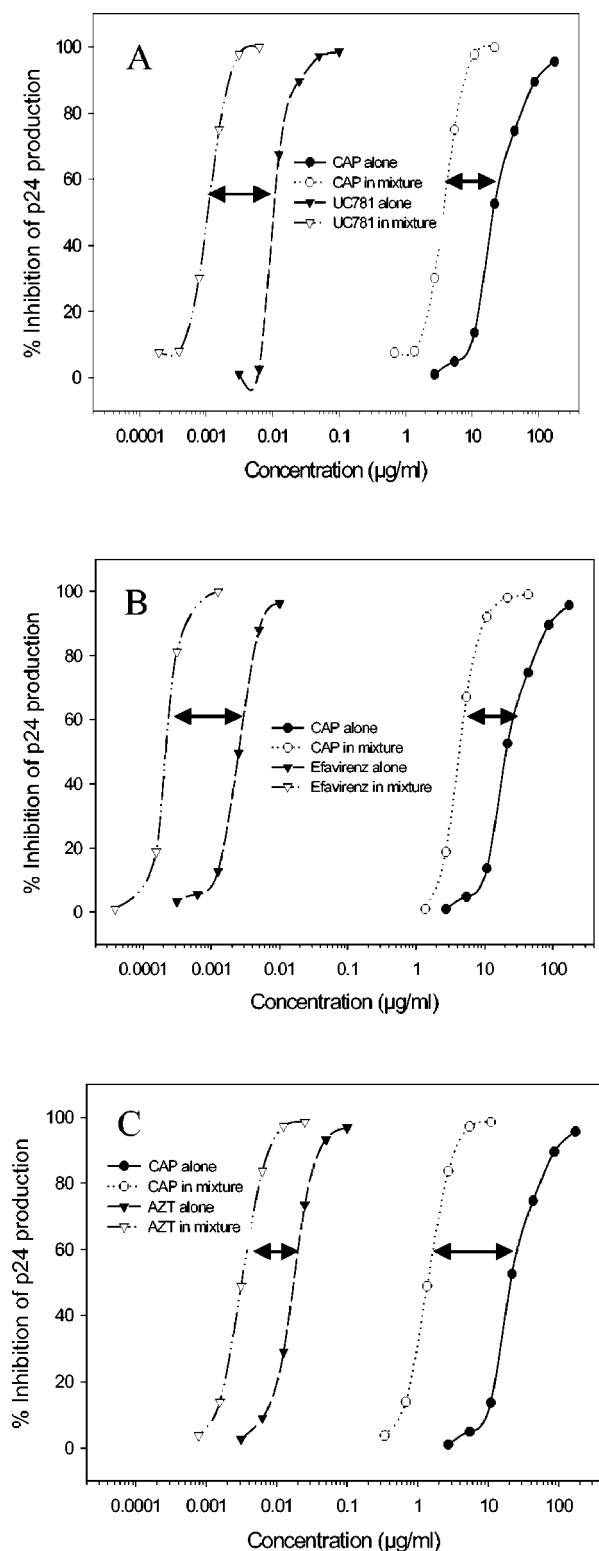 A
100
80
60
40
20
0
% Inhibition of p24 production
CAP alone
CAP in mixture
UC781 alone
UC781 in mixture
0.0001 0.001 0.01 0.1 1 10 100
Concentration (µg/ml)
B
100
80
60
40
20
0
% Inhibition of p24 production
CAP alone
CAP in mixture
Efavirenz alone
Efavirenz in mixture
0.0001 0.001 0.01 0.1 1 10 100
Concentration (µg/ml)
C
100
80
60
40
20
0
% Inhibition of p24 production
CAP alone
CAP in mixture
AZT alone
AZT in mixture
0.0001 0.001 0.01 0.1 1 10 100
Concentration (µg/ml)